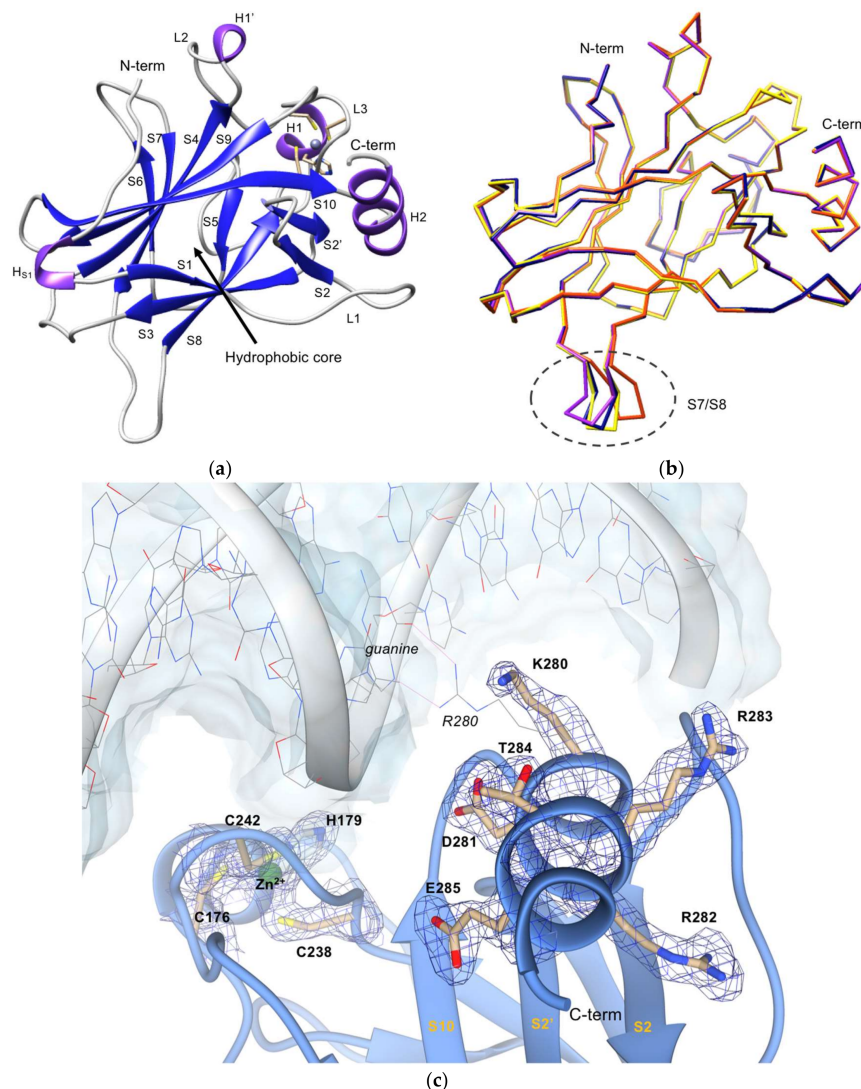 H1'
L2
N-term
L3
S7
S4
S9
H1
C-term
S6
S10
H2
S5
S2'
HS1
S1
S2
L1
S3
S8
Hydrophobic core
(a)
N-term
C-term
S7/S8
(b)
guanine
K280
R280
R283
T284
C242
H179
D281
Zn²⁺
E285
C176
R282
C238
C-term
S10
S2'
S2
(c)